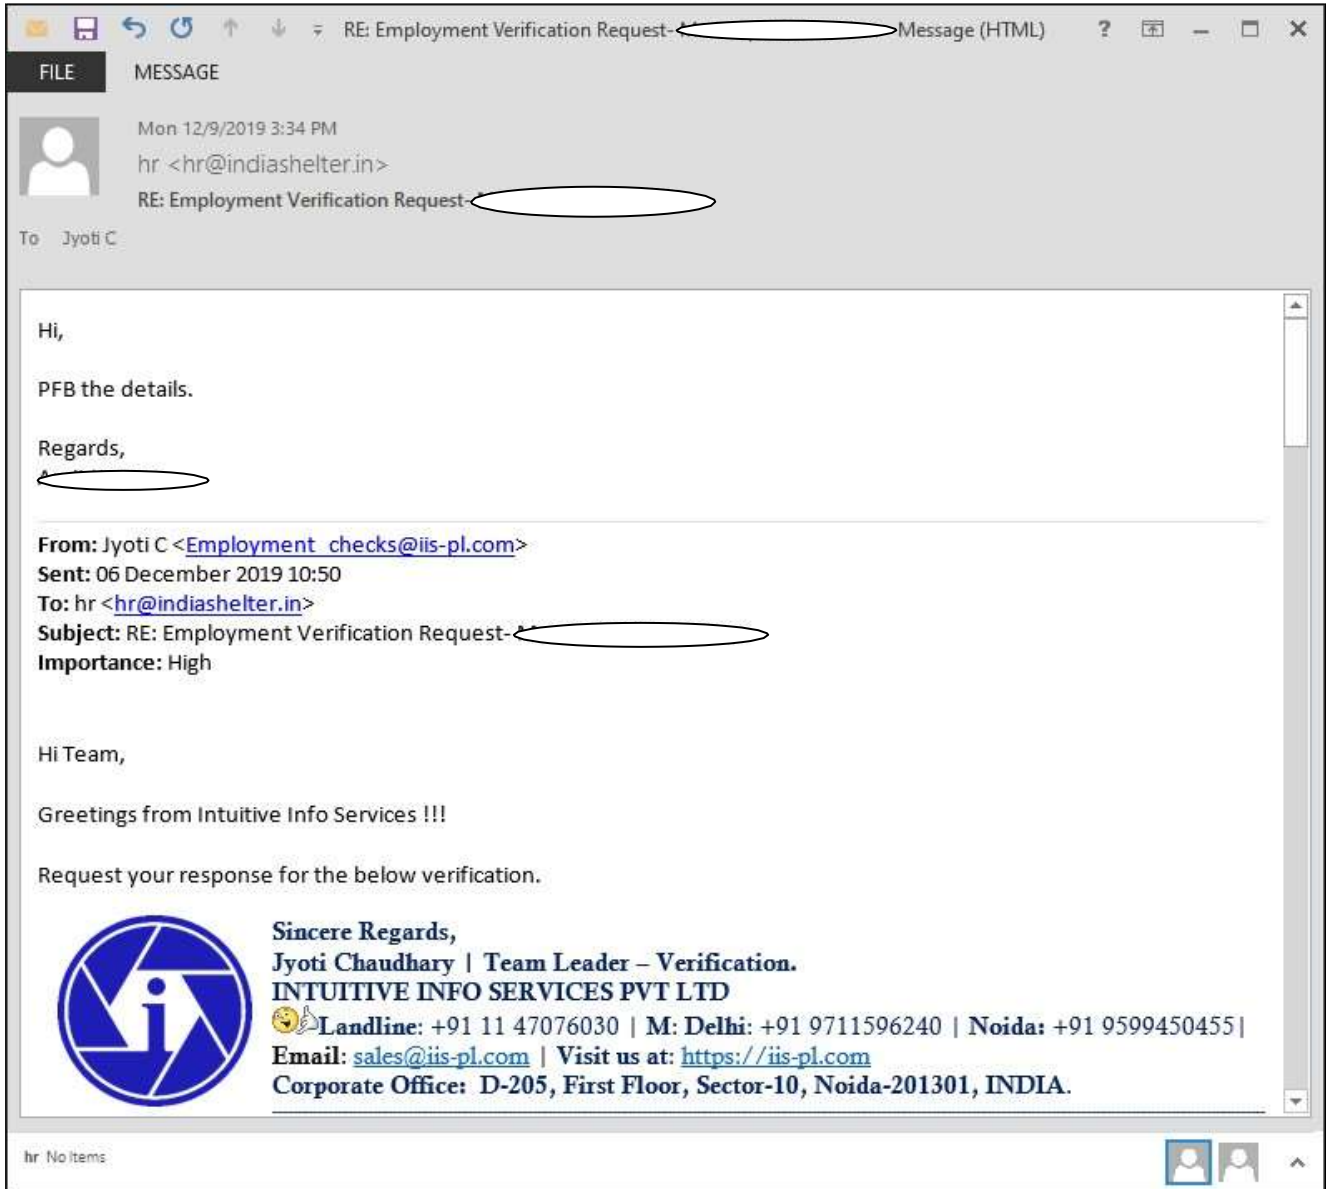 RE: Employment Verification Request- Message (HTML) ?
FILE MESSAGE
Mon 12/9/2019 3:34 PM
hr <hr@indiashelter.in>
RE: Employment Verification Request-
To Jyoti C
Hi,
PFB the details.
Regards,
From: Jyoti C <Employment_checks@iis-pl.com>
Sent: 06 December 2019 10:50
To: hr <hr@indiashelter.in>
Subject: RE: Employment Verification Request-
Importance: High
Hi Team,
Greetings from Intuitive Info Services !!!
Request your response for the below verification.
i
Sincere Regards,
Jyoti Chaudhary | Team Leader – Verification.
INTUITIVE INFO SERVICES PVT LTD
Landline: +91 11 47076030 | M: Delhi: +91 9711596240 | Noida: +91 9599450455|
Email: sales@iis-pl.com | Visit us at: https://iis-pl.com
Corporate Office: D-205, First Floor, Sector-10, Noida-201301, INDIA.
hr No Items